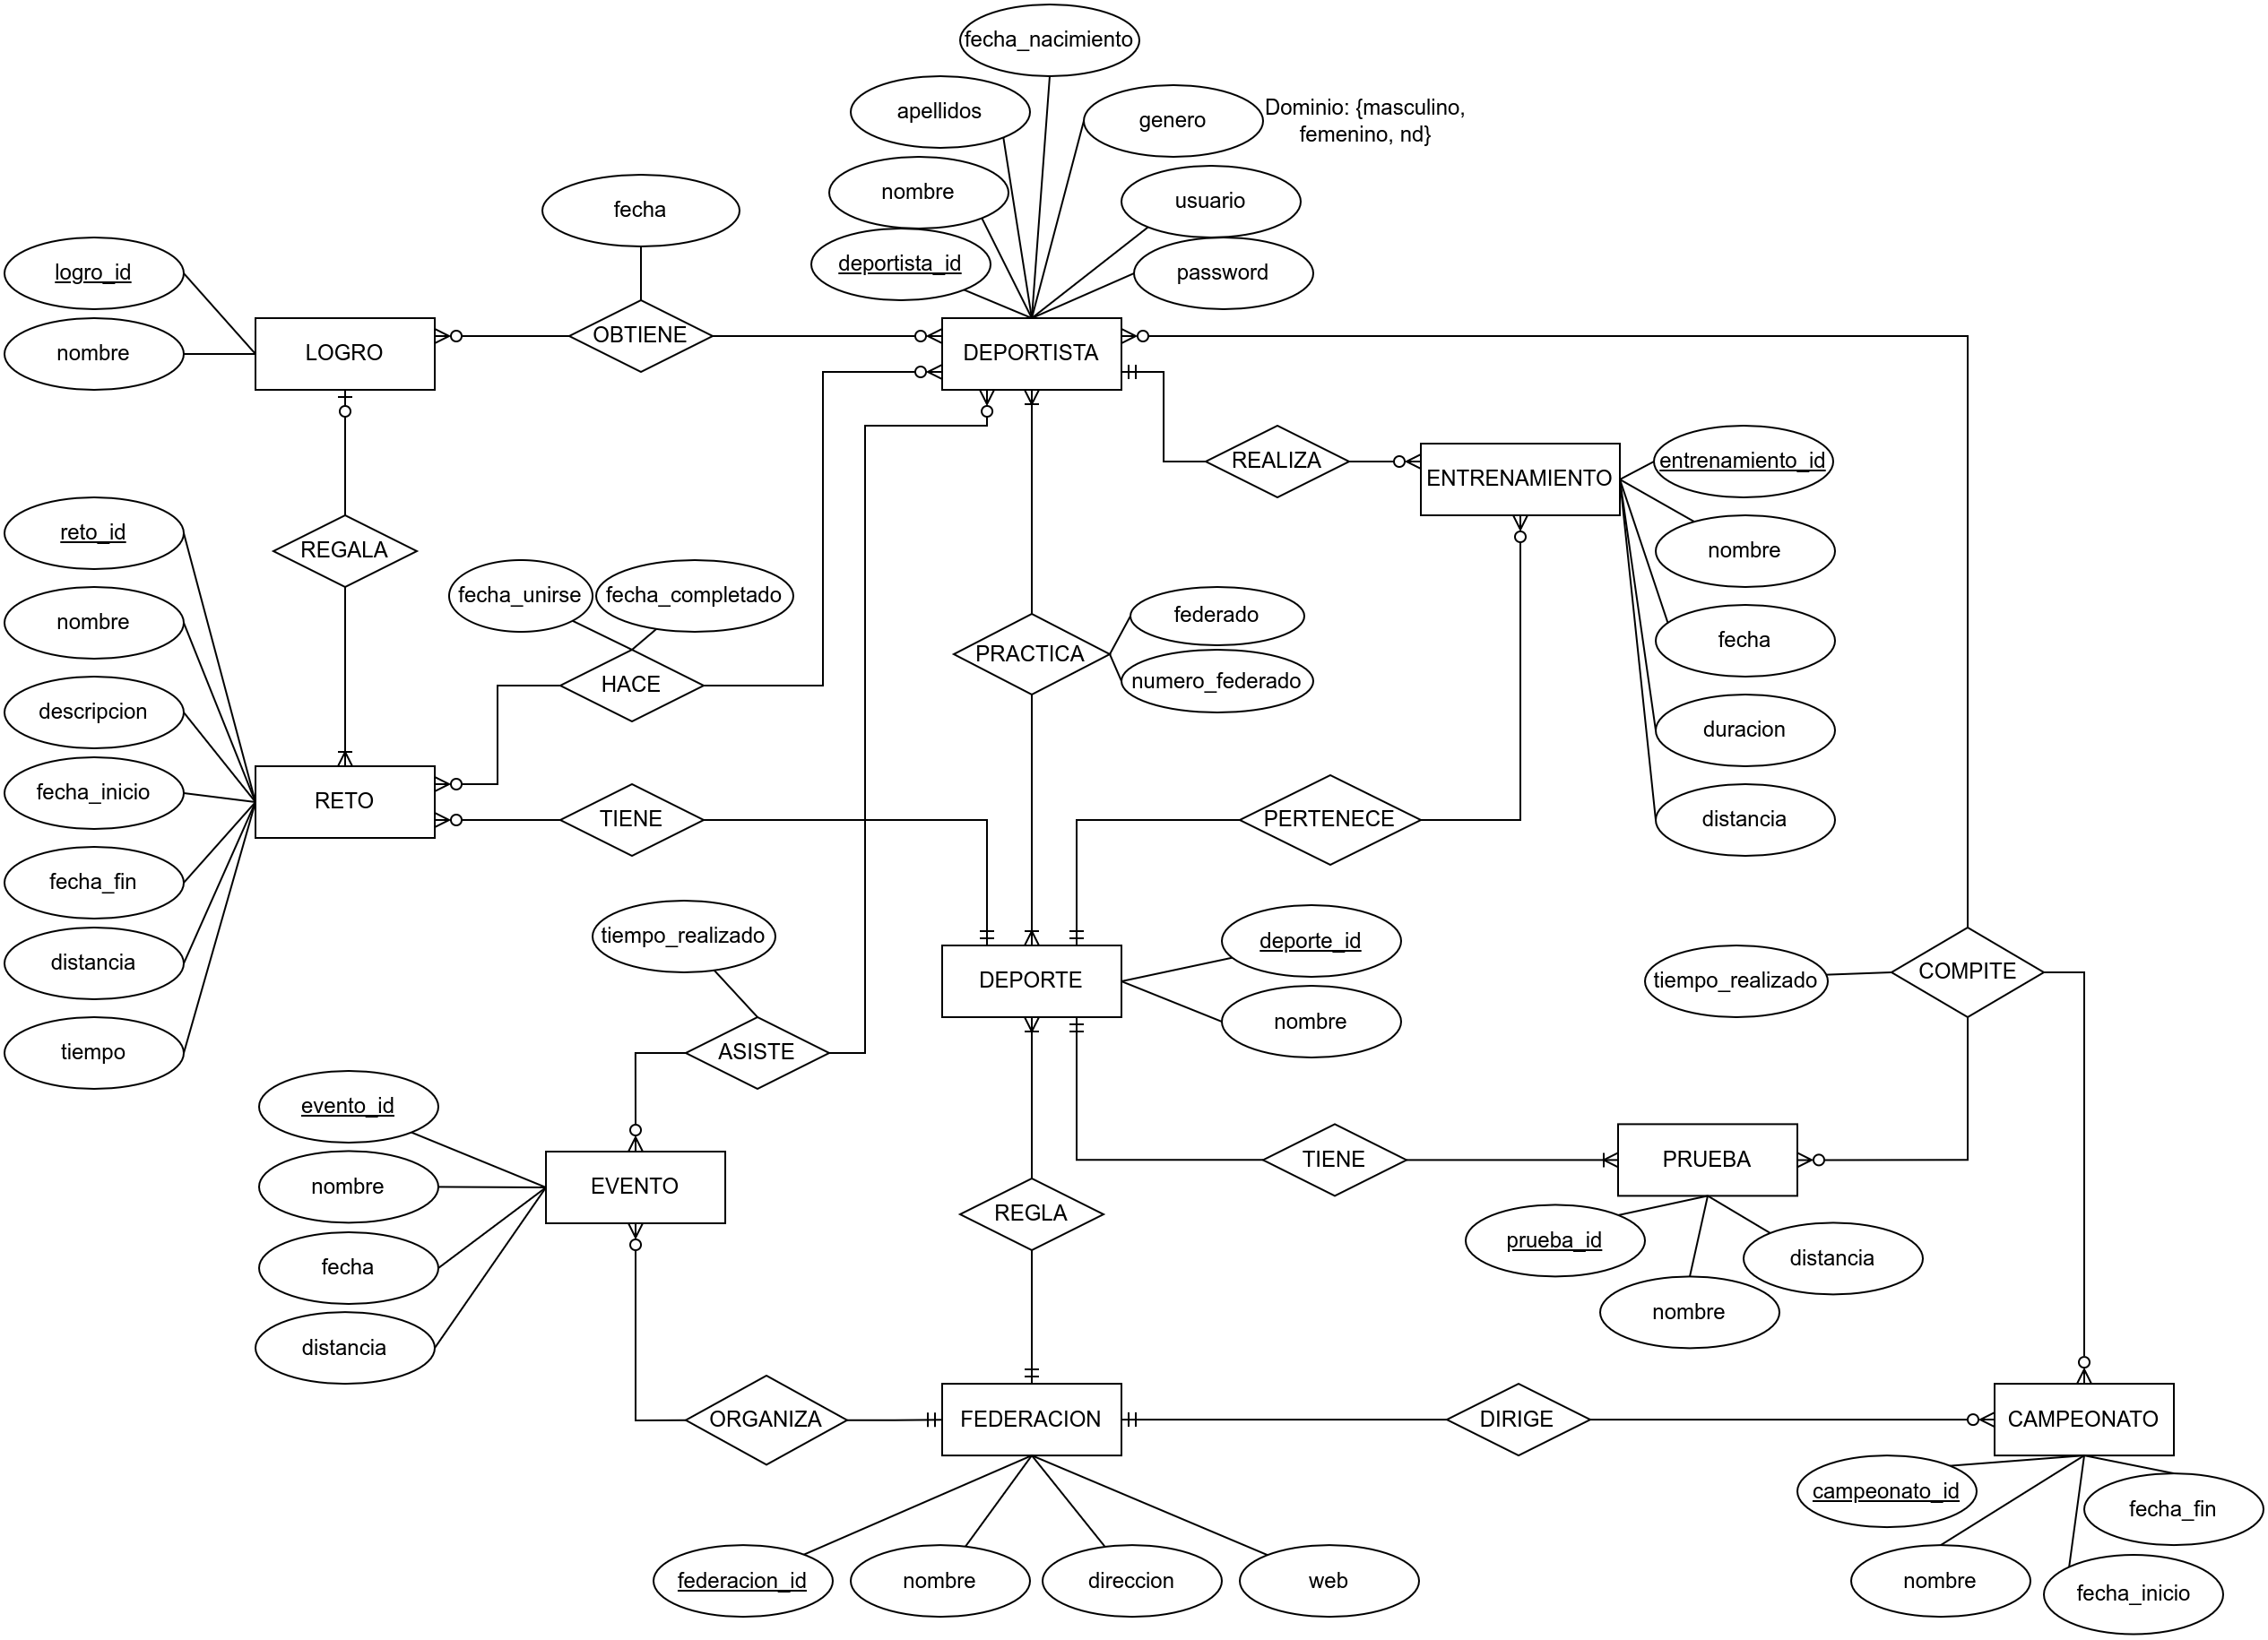 fecha_nacimiento
apellidos
genero
Dominio: {masculino,
femenino, nd}
nombre
usuario
fecha
deportista_id
password
logro_id
nombre
LOGRO
OBTIENE
DEPORTISTA
REALIZA
ENTRENAMIENTO
entrenamiento_id
reto_id
REGALA
nombre
fecha_unirse
fecha_completado
federado
nombre
PRACTICA
numero_federado
fecha
descripcion
HACE
duracion
fecha_inicio
RETO
TIENE
PERTENECE
distancia
fecha_fin
tiempo_realizado
deporte_id
distancia
DEPORTE
tiempo_realizado
COMPITE
nombre
tiempo
ASISTE
evento_id
nombre
EVENTO
TIENE
PRUEBA
REGLA
prueba_id
distancia
fecha
nombre
distancia
ORGANIZA
FEDERACION
DIRIGE
CAMPEONATO
campeonato_id
fecha_fin
federacion_id
nombre
direccion
web
nombre
fecha_inicio